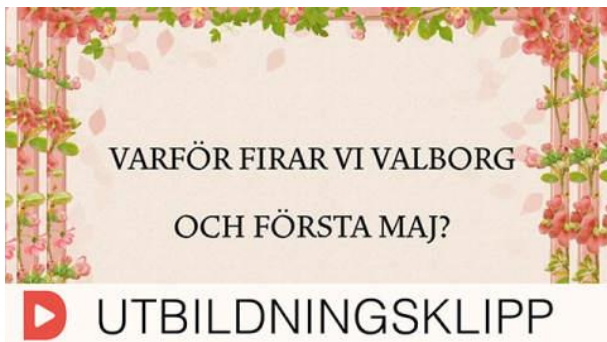 VARFÖR FIRAR VI VALBORG
OCH FÖRSTA MAJ?
UTBILDNINGSKLIPP